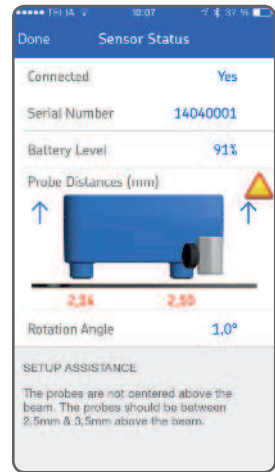 TELIA 10:07 37 %
Done Sensor Status
Connected Yes
Serial Number 14040001
Battery Level 91%
Probe Distances (mm)
2,14 2,50
Rotation Angle 1,0°
SETUP ASSISTANCE
The probes are not centered above the
beam. The probes should be between
2,5mm & 3,5mm above the beam.